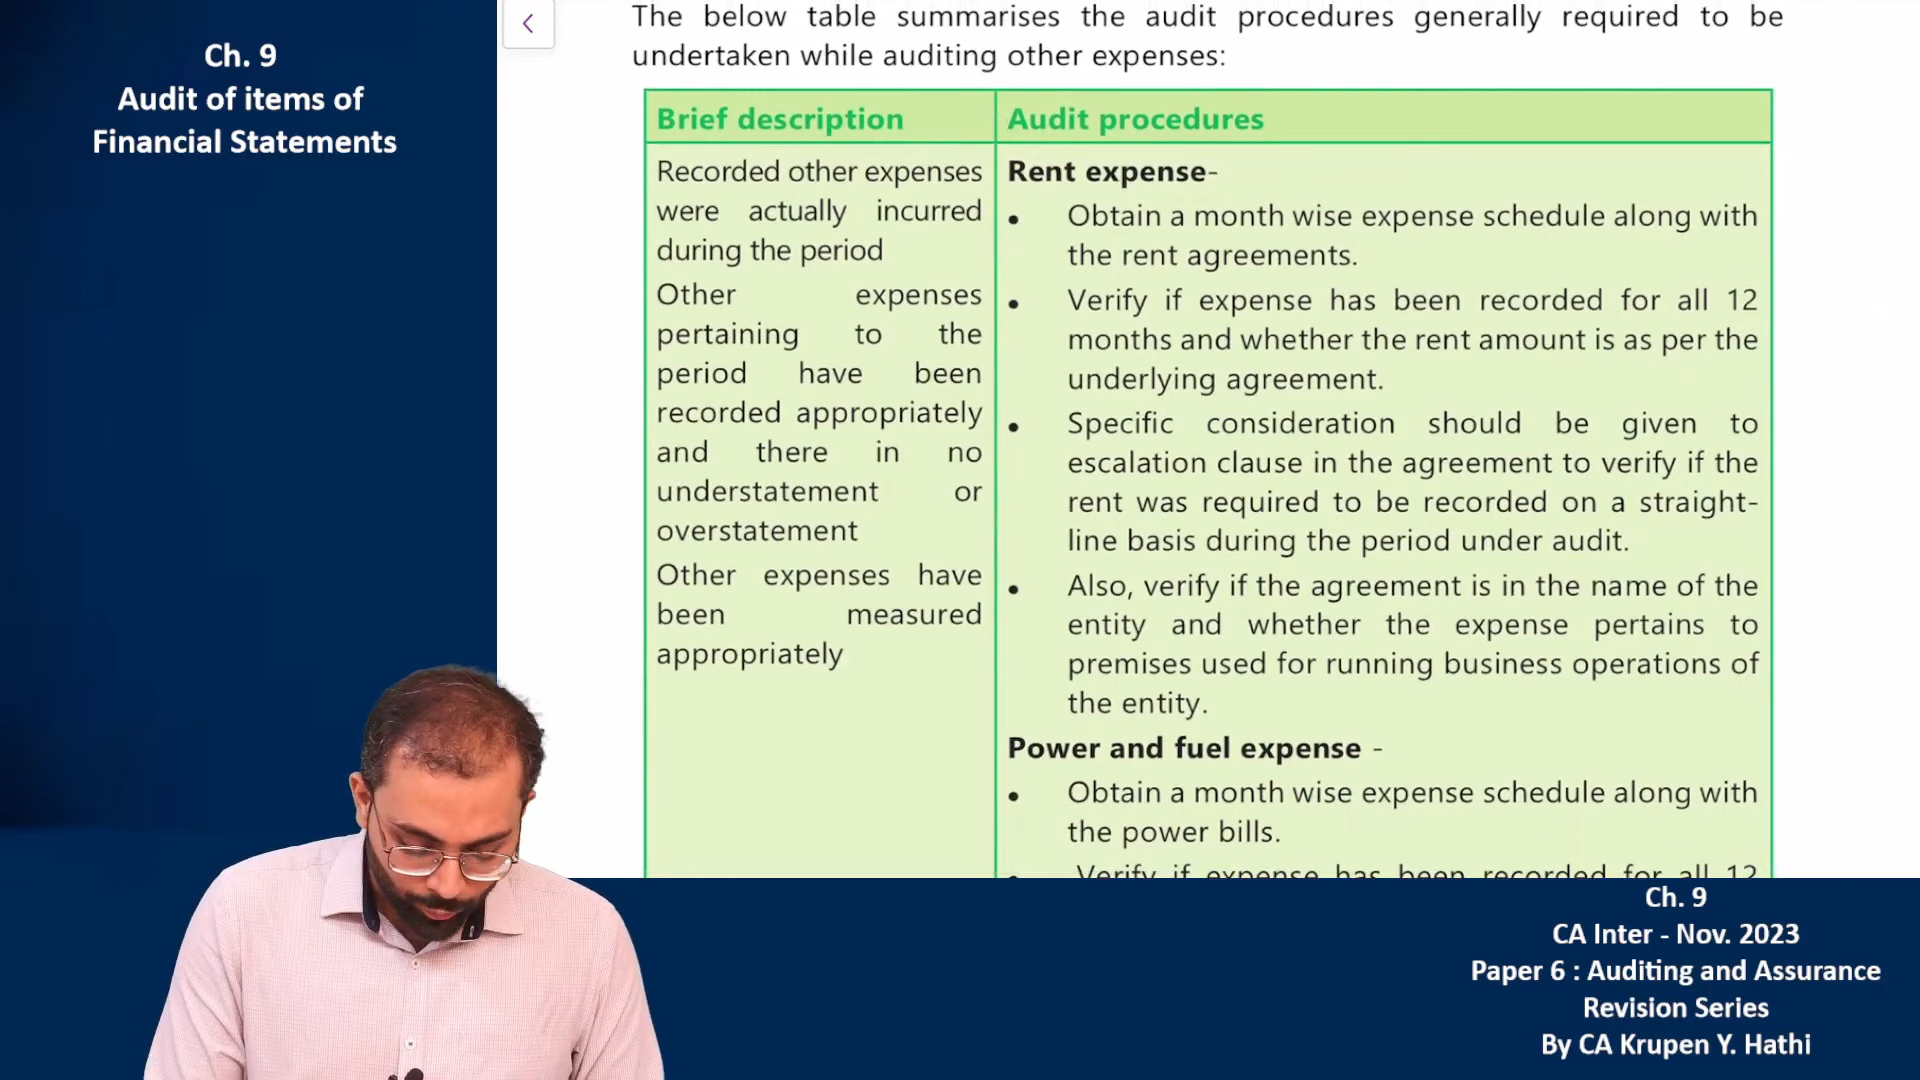 Ch. 9
Audit of items of
Financial Statements
The below table summarises the audit procedures generally required to be
undertaken while auditing other expenses:
Brief description
Audit procedures
Recorded other expenses
were actually incurred
during the period
Other expenses
pertaining to the
period have been
recorded appropriately
and there in no
understatement or
overstatement
Other expenses have
been measured
appropriately
Rent expense-
• Obtain a month wise expense schedule along with
the rent agreements.
• Verify if expense has been recorded for all 12
months and whether the rent amount is as per the
underlying agreement.
• Specific consideration should be given to
escalation clause in the agreement to verify if the
rent was required to be recorded on a straight-
line basis during the period under audit.
• Also, verify if the agreement is in the name of the
entity and whether the expense pertains to
premises used for running business operations of
the entity.
Power and fuel expense -
• Obtain a month wise expense schedule along with
the power bills.
• Verify if expense has been recorded for all 12
Ch. 9
CA Inter - Nov. 2023
Paper 6 : Auditing and Assurance
Revision Series
By CA Krupen Y. Hathi